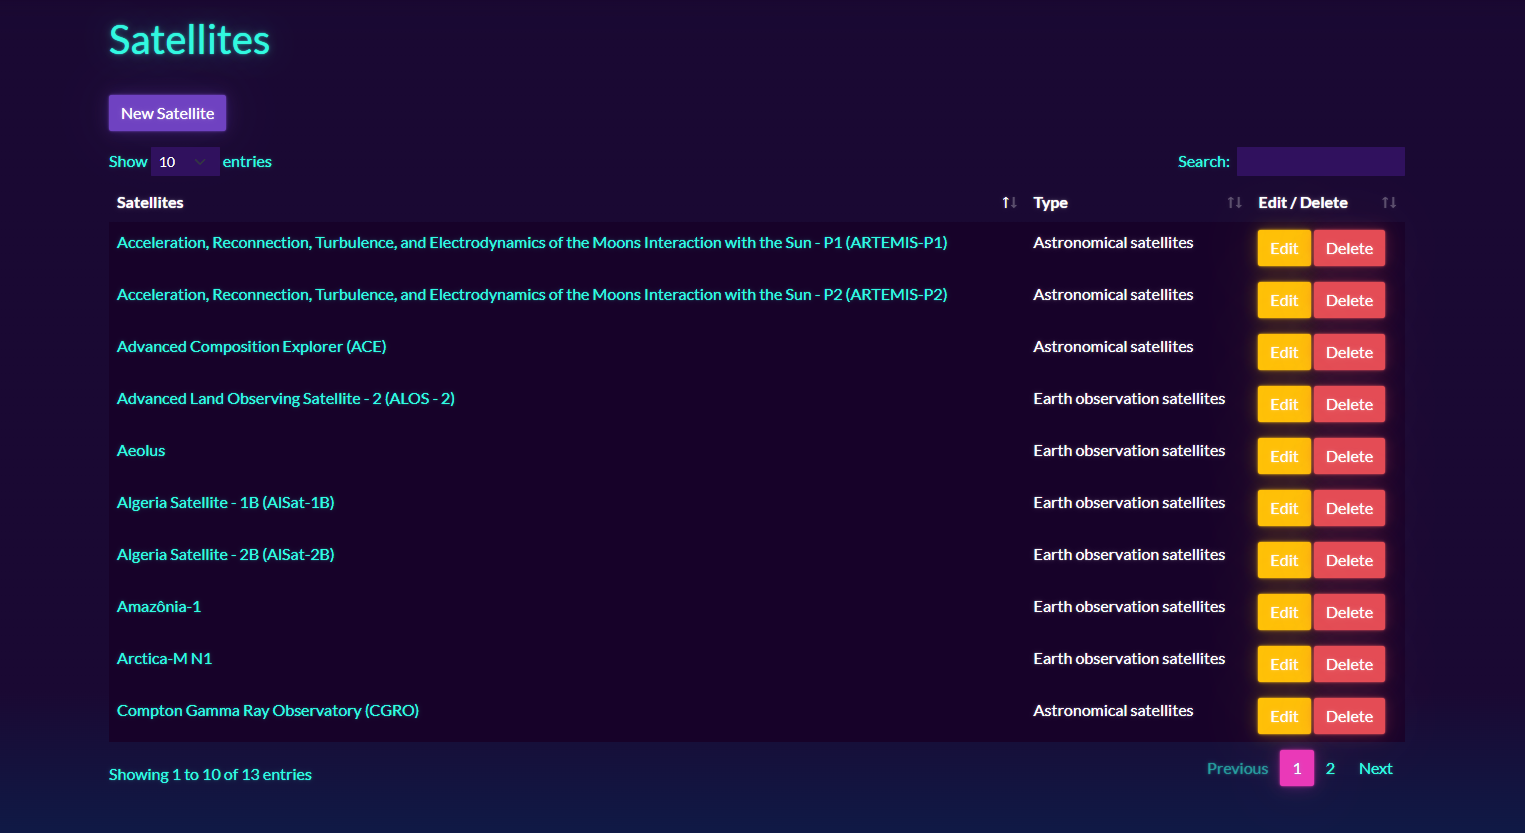 Satellites
New Satellite
Show 10 entries
Search:
Satellites Type Edit / Delete
Acceleration, Reconnection, Turbulence, and Electrodynamics of the Moons Interaction with the Sun - P1 (ARTEMIS-P1) Astronomical satellites Edit Delete
Acceleration, Reconnection, Turbulence, and Electrodynamics of the Moons Interaction with the Sun - P2 (ARTEMIS-P2) Astronomical satellites Edit Delete
Advanced Composition Explorer (ACE) Astronomical satellites Edit Delete
Advanced Land Observing Satellite - 2 (ALOS - 2) Earth observation satellites Edit Delete
Aeolus Earth observation satellites Edit Delete
Algeria Satellite - 1B (AlSat-1B) Earth observation satellites Edit Delete
Algeria Satellite - 2B (AlSat-2B) Earth observation satellites Edit Delete
Amazônia-1 Earth observation satellites Edit Delete
Arctica-M N1 Earth observation satellites Edit Delete
Compton Gamma Ray Observatory (CGRO) Astronomical satellites Edit Delete
Showing 1 to 10 of 13 entries
Previous 1 2 Next